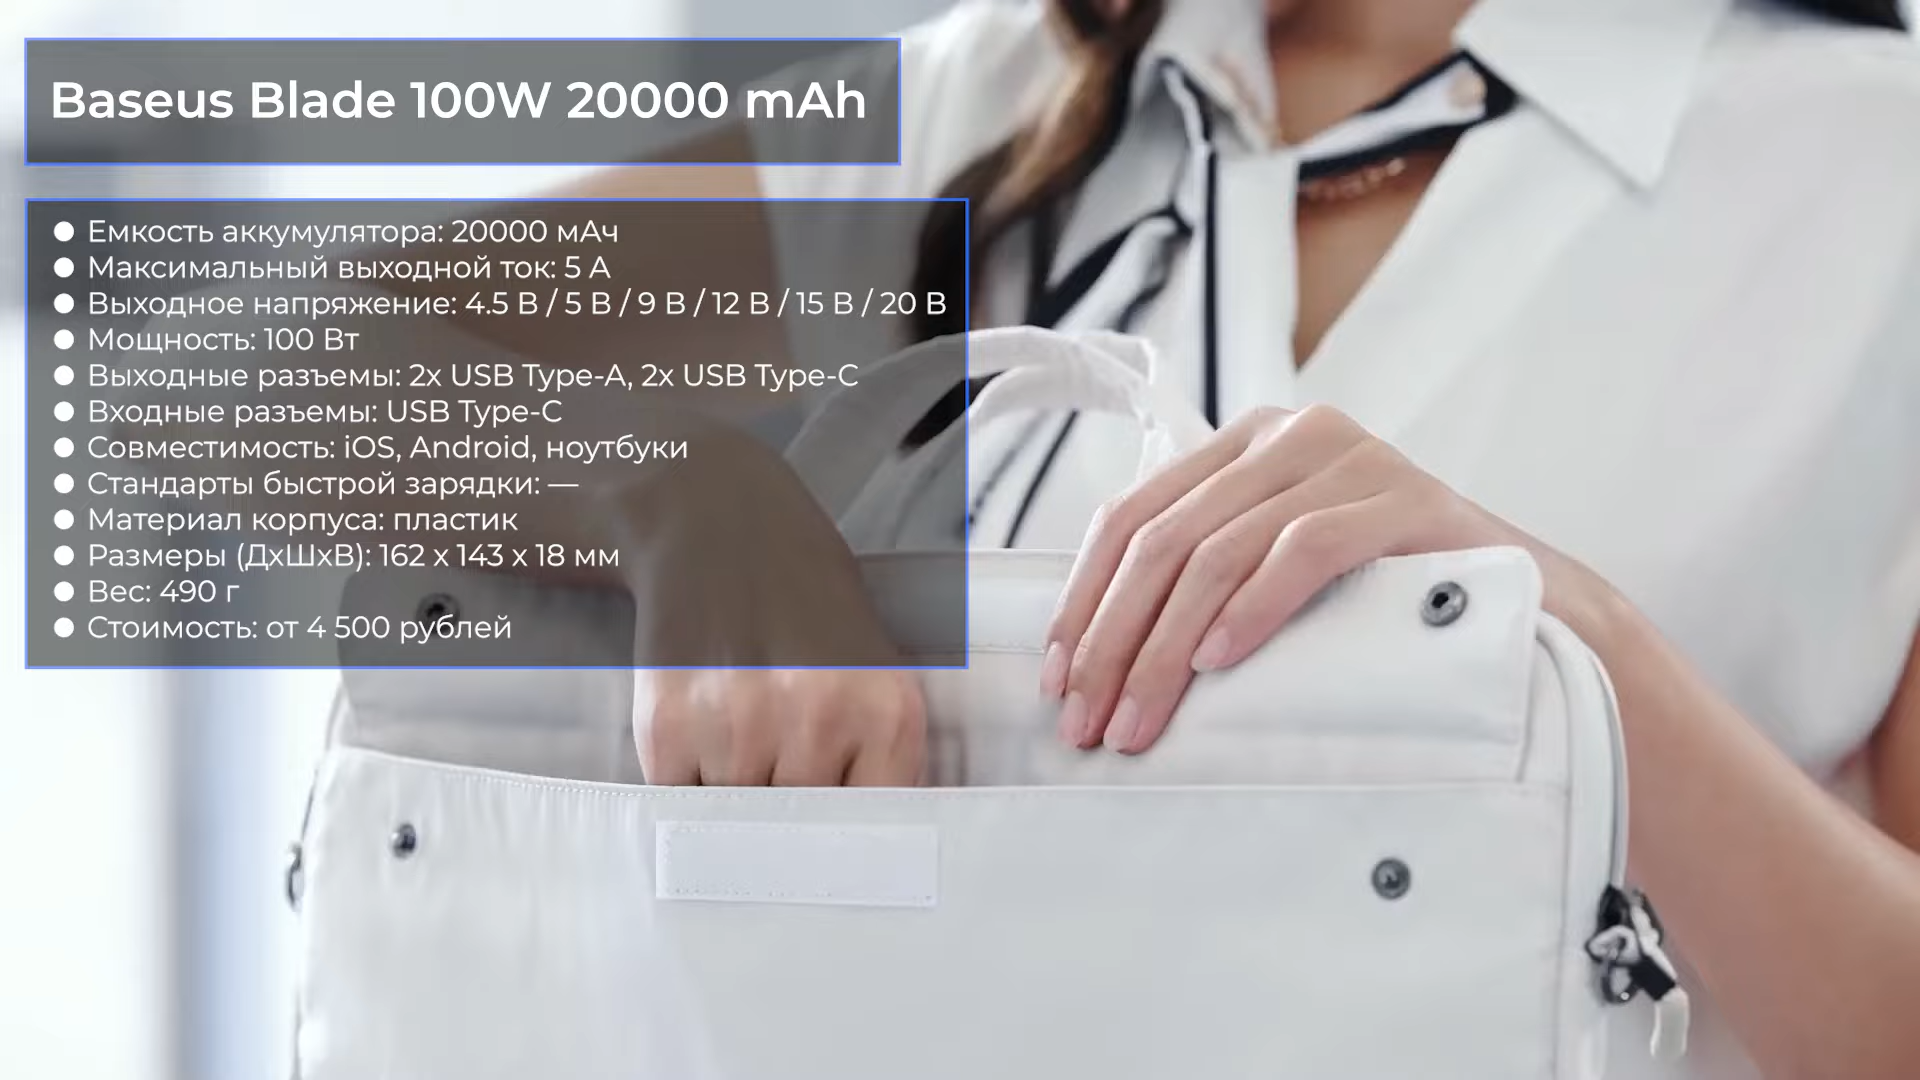 Baseus Blade 100W 20000 mAh
● Емкость аккумулятора: 20000 мАч
● Максимальный выходной ток: 5 А
● Выходное напряжение: 4.5 В / 5 В / 9 В / 12 В / 15 В / 20 В
● Мощность: 100 Вт
● Выходные разъемы: 2x USB Type-A, 2x USB Type-C
● Входные разъемы: USB Type-C
● Совместимость: iOS, Android, ноутбуки
● Стандарты быстрой зарядки: —
● Материал корпуса: пластик
● Размеры (ДхШхВ): 162 x 143 x 18 мм
● Вес: 490 г
● Стоимость: от 4 500 рублей